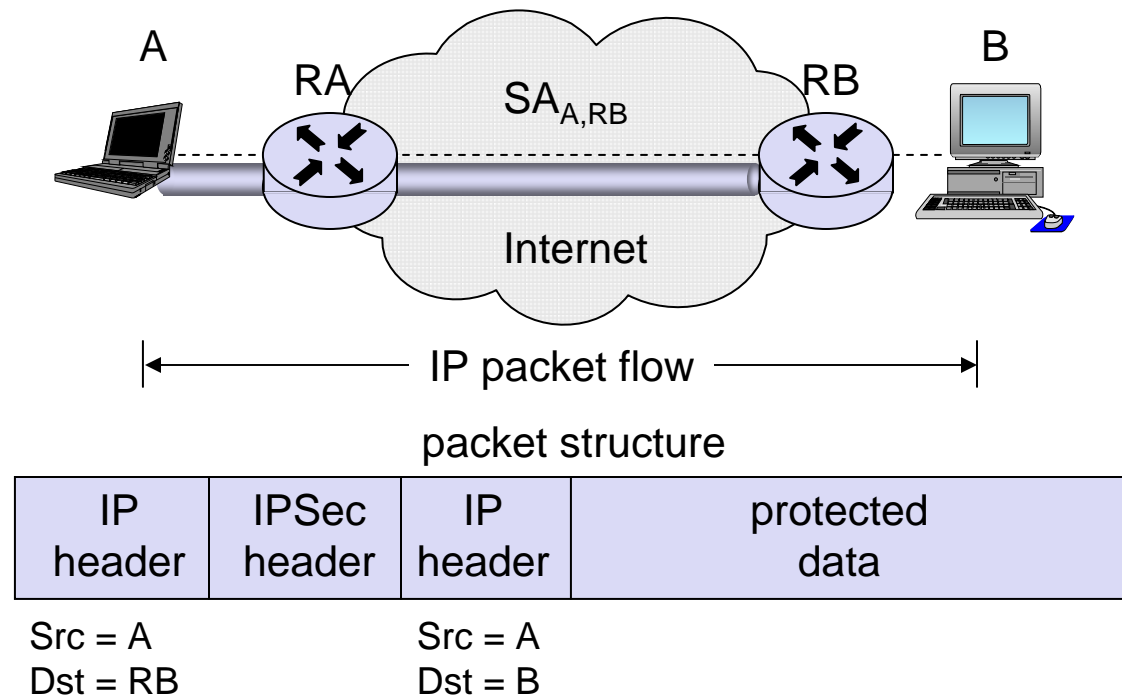 A
B
RA
RB
SA_A,RB
Internet
IP packet flow
packet structure
IP header
IPSec header
IP header
protected data
Src = A
Dst = RB
Src = A
Dst = B